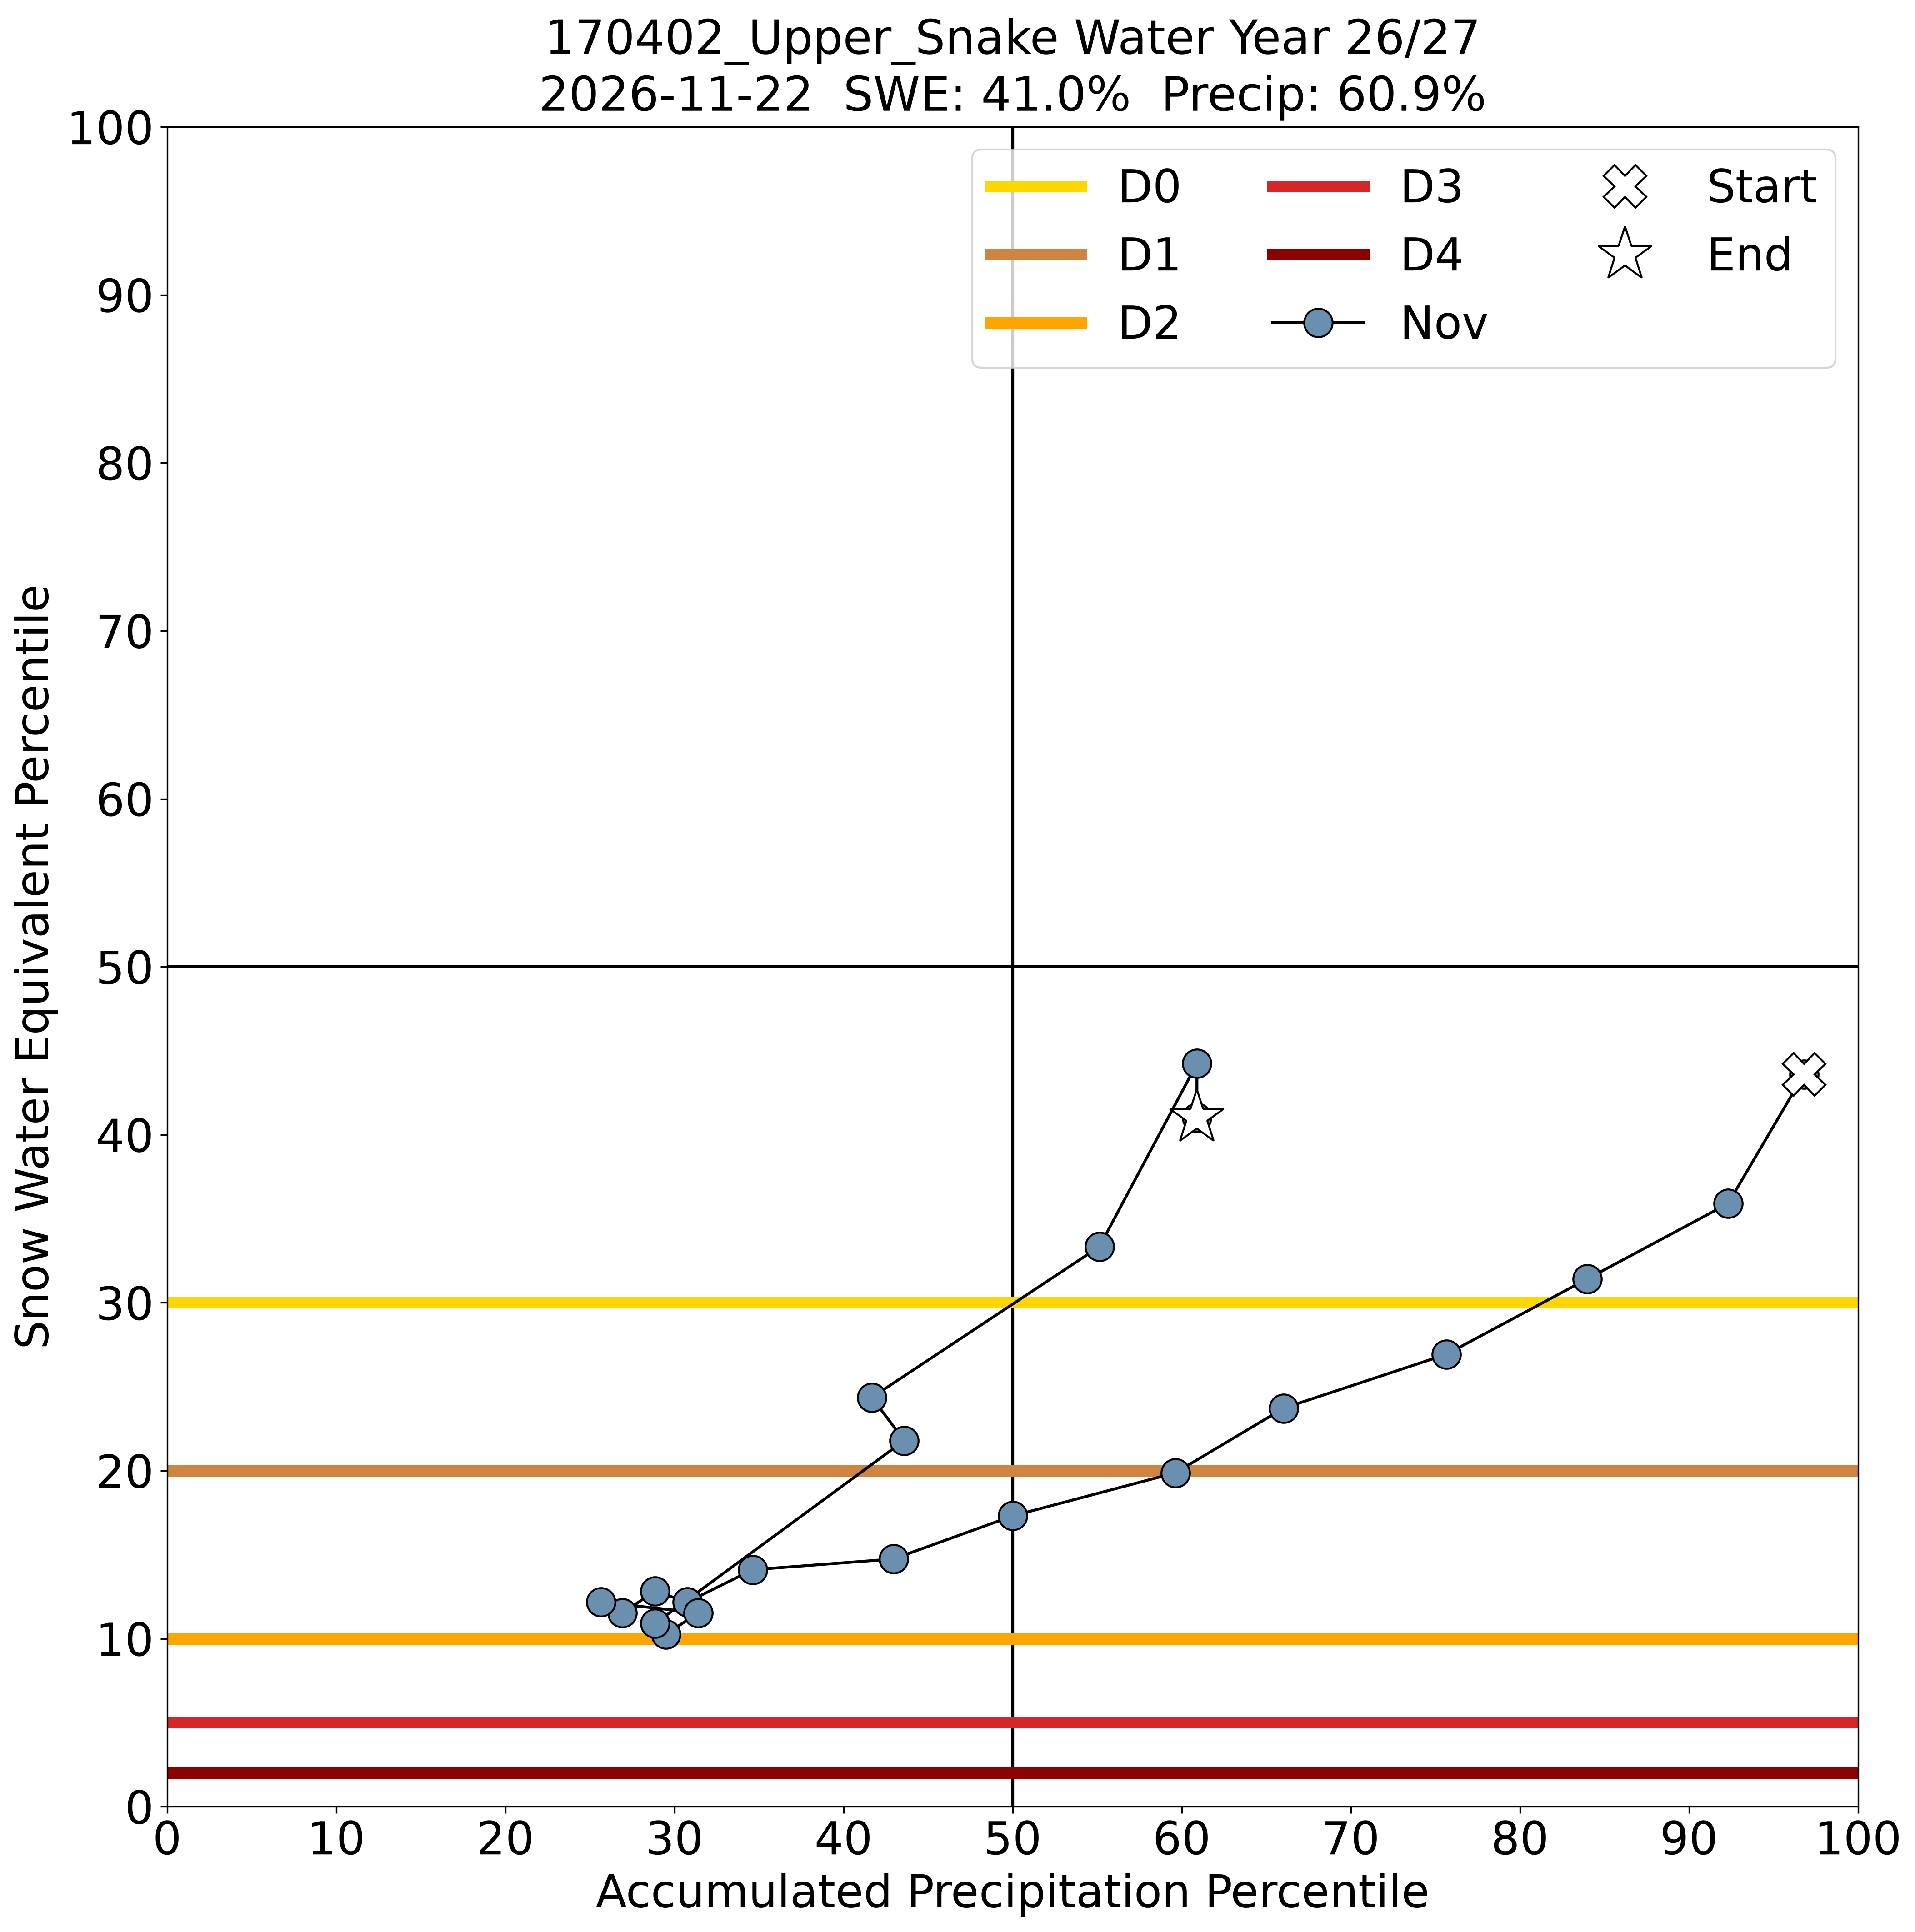 170402_Upper_Snake Water Year 26/27
2026-11-22  SWE: 41.0%  Precip: 60.9%
100
90
80
70
60
50
40
30
20
10
0
Snow Water Equivalent Percentile
D0
D1
D2
D3
D4
Nov
Start
End
0 10 20 30 40 50 60 70 80 90 100
Accumulated Precipitation Percentile